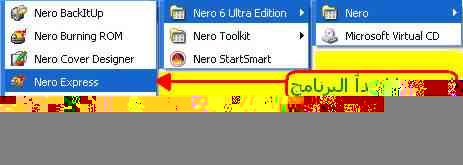 Nero BackItUp
Nero Burning ROM
Nero Cover Designer
Nero Express
Nero 6 Ultra Edition
Nero Toolkit
Nero StartSmart
Nero
Microsoft Virtual CD
البرنامج